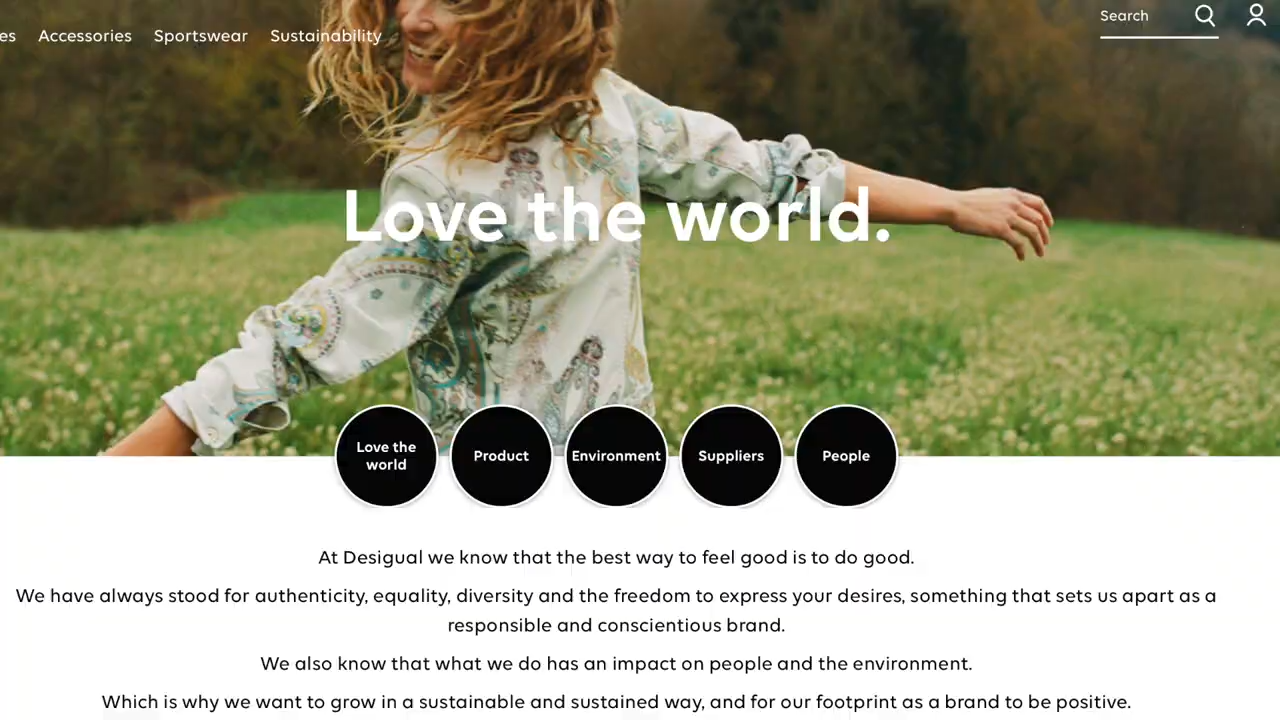 es Accessories Sportswear Sustainability Search
Love the world.
Love the
world
Product
Environment
Suppliers
People
At Desigual we know that the best way to feel good is to do good.
We have always stood for authenticity, equality, diversity and the freedom to express your desires, something that sets us apart as a
responsible and conscientious brand.
We also know that what we do has an impact on people and the environment.
Which is why we want to grow in a sustainable and sustained way, and for our footprint as a brand to be positive.